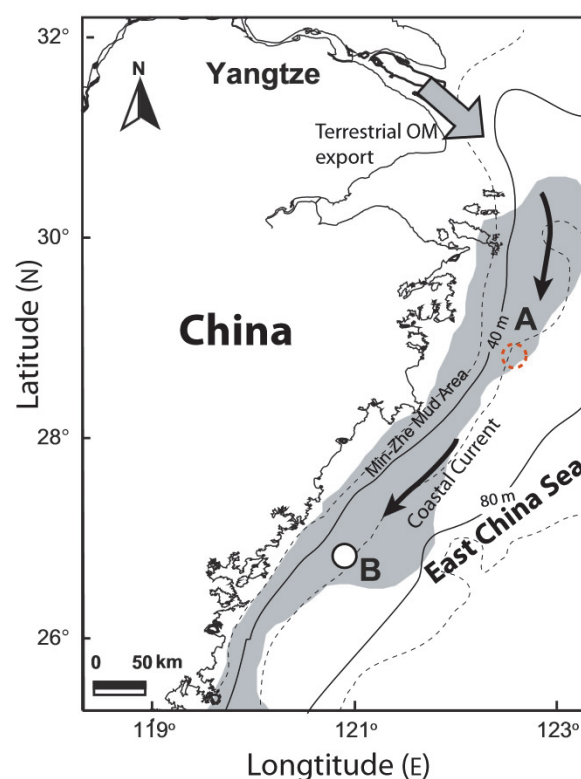 32°
N
Yangtze
Terrestrial OM
export
30°
A
China
40 m
Latitude (N)
Min-Zhe Mud Area
28°
Coastal Current
80 m
East China Sea
B
26°
0 50 km
119° 121° 123°
Longtitude (E)